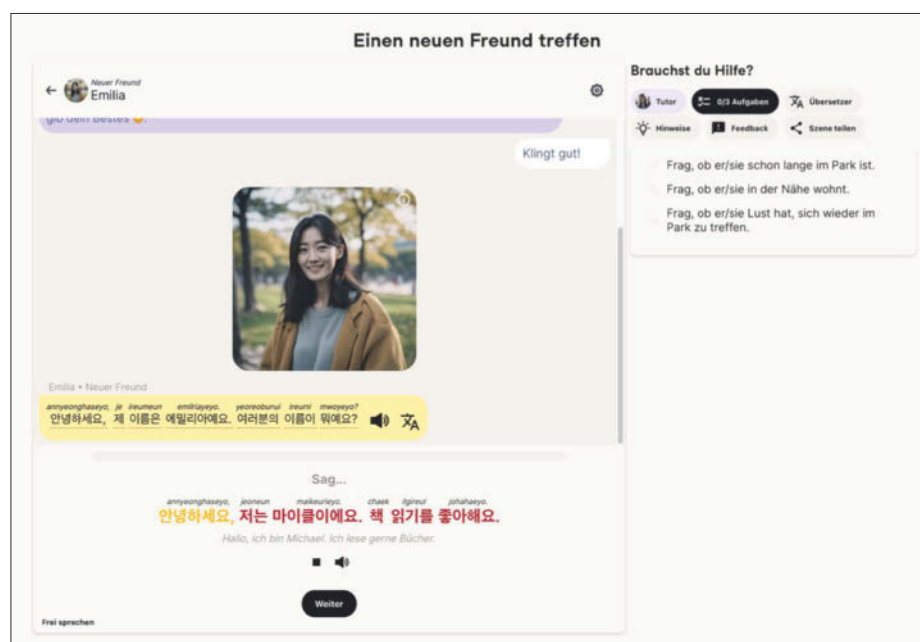 Einen neuen Freund treffen
Neuer Freund
Emilia
gib dein Bestes
Klingt gut!
Emilia • Neuer Freund
annyeonghaseyo, je ireumeun emilriayeyo. yeoreobunui ireumi mwoyeyo?
안녕하세요, 제 이름은 에밀리아예요. 여러분의 이름이 뭐예요?
Sag...
annyeonghaseyo, jeoneun maikeurieyo. chaek ilgireul johahaeyo.
안녕하세요, 저는 마이클이에요. 책 읽기를 좋아해요.
Hallo, ich bin Michael. Ich lese gerne Bücher.
Weiter
Frei sprechen
Brauchst du Hilfe?
Tutor
0/3 Aufgaben
Übersetzer
Hinweise
Feedback
Szene teilen
Frag, ob er/sie schon lange im Park ist.
Frag, ob er/sie in der Nähe wohnt.
Frag, ob er/sie Lust hat, sich wieder im
Park zu treffen.